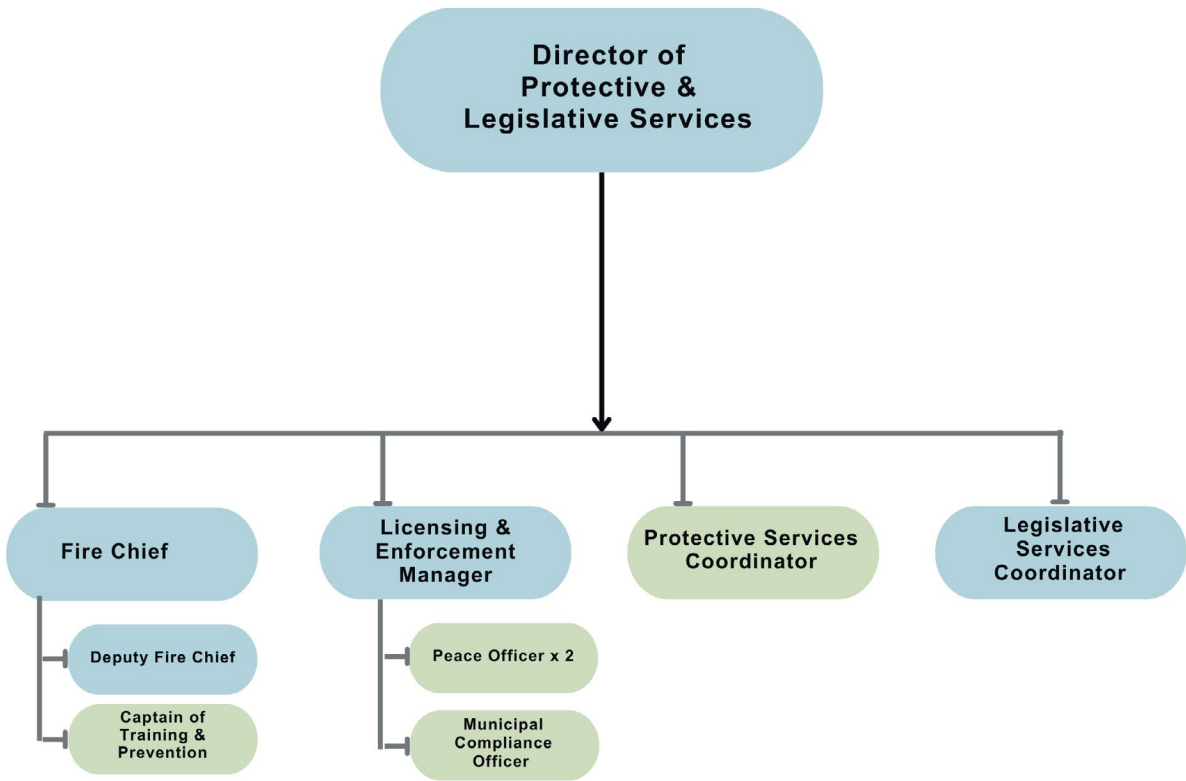 Director of
Protective &
Legislative Services
Fire Chief
Licensing &
Enforcement
Manager
Protective Services
Coordinator
Legislative
Services
Coordinator
Deputy Fire Chief
Captain of
Training &
Prevention
Peace Officer x 2
Municipal
Compliance
Officer